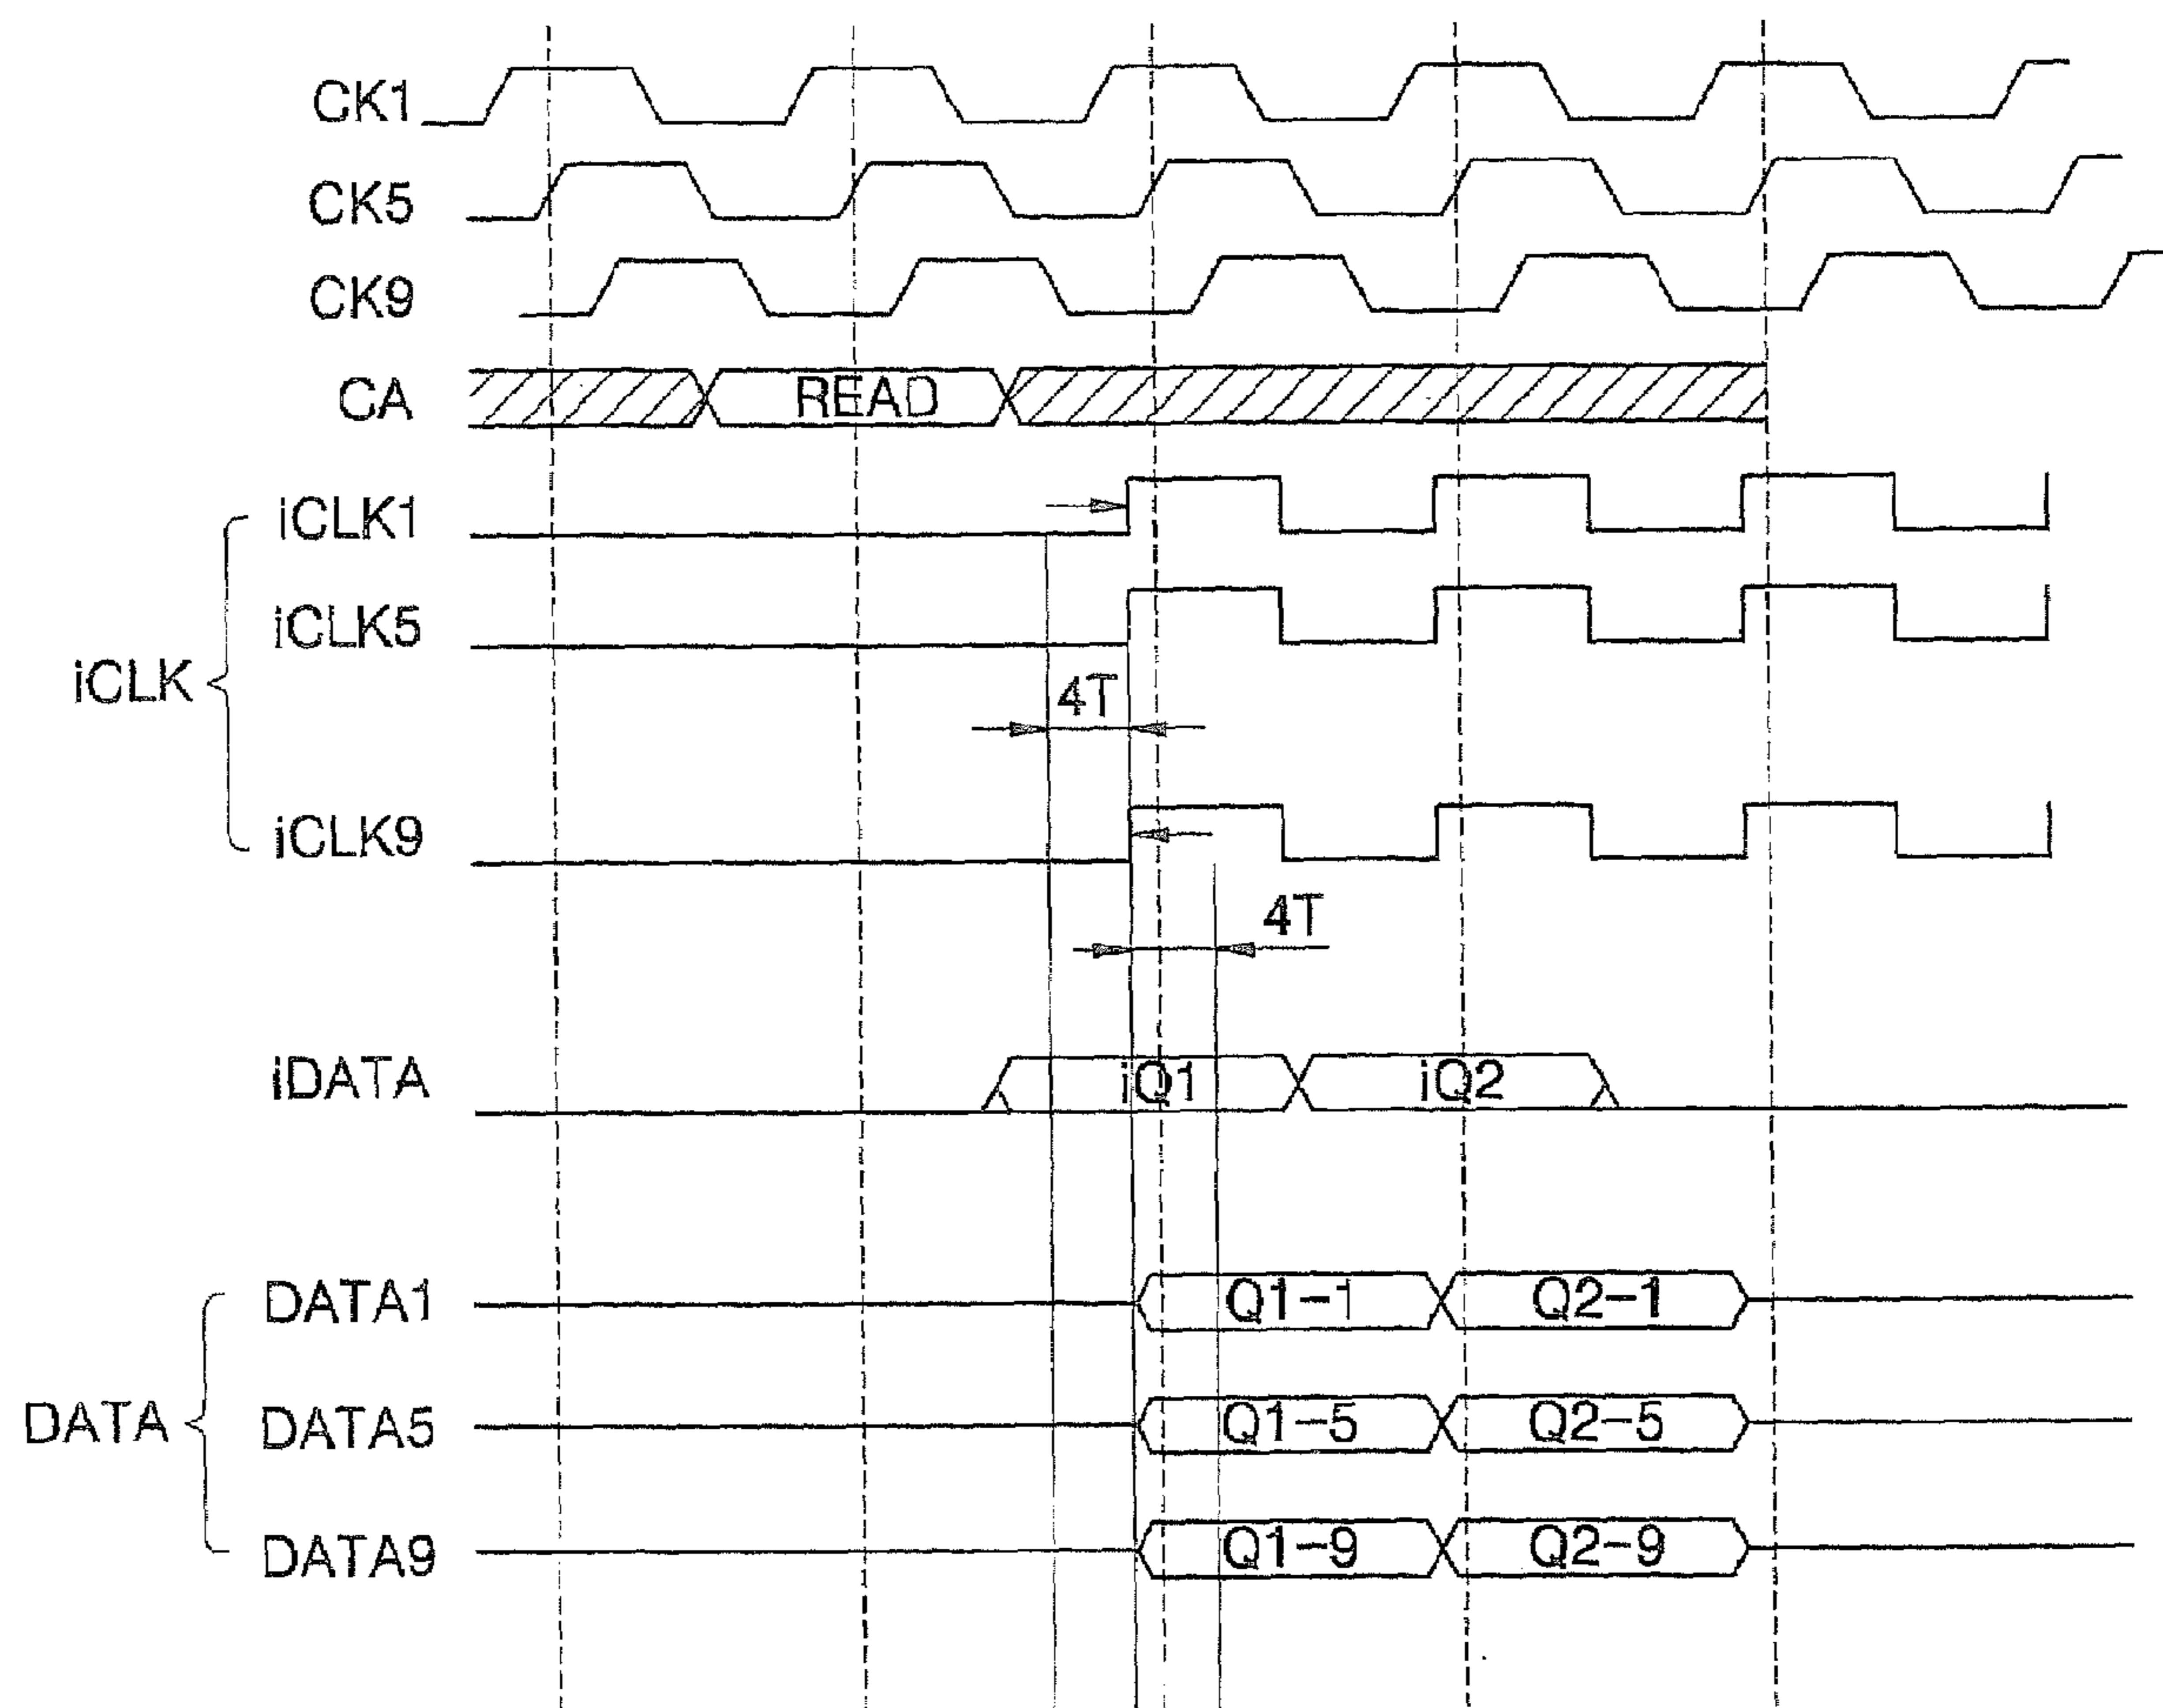 CK1
CK5
CK9
CA READ
iCLK1
iCLK5
iCLK
4T
iCLK9
4T
iDATA iQ1 iQ2
DATA1 Q1-1 Q2-1
DATA DATA5 Q1-5 Q2-5
DATA9 Q1-9 Q2-9